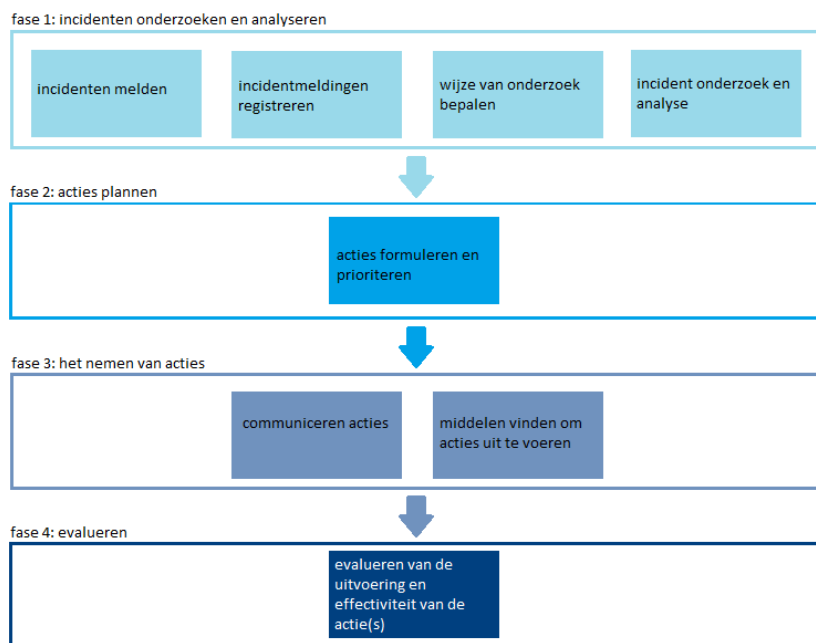 fase 1: incidenten onderzoeken en analyseren
incidenten melden
incidentmeldingen
registreren
wijze van onderzoek
bepalen
incident onderzoek en
analyse
fase 2: acties plannen
acties formuleren en
prioriteren
fase 3: het nemen van acties
communiceren acties
middelen vinden om
acties uit te voeren
fase 4: evalueren
evalueren van de
uitvoering en
effectiviteit van de
actie(s)